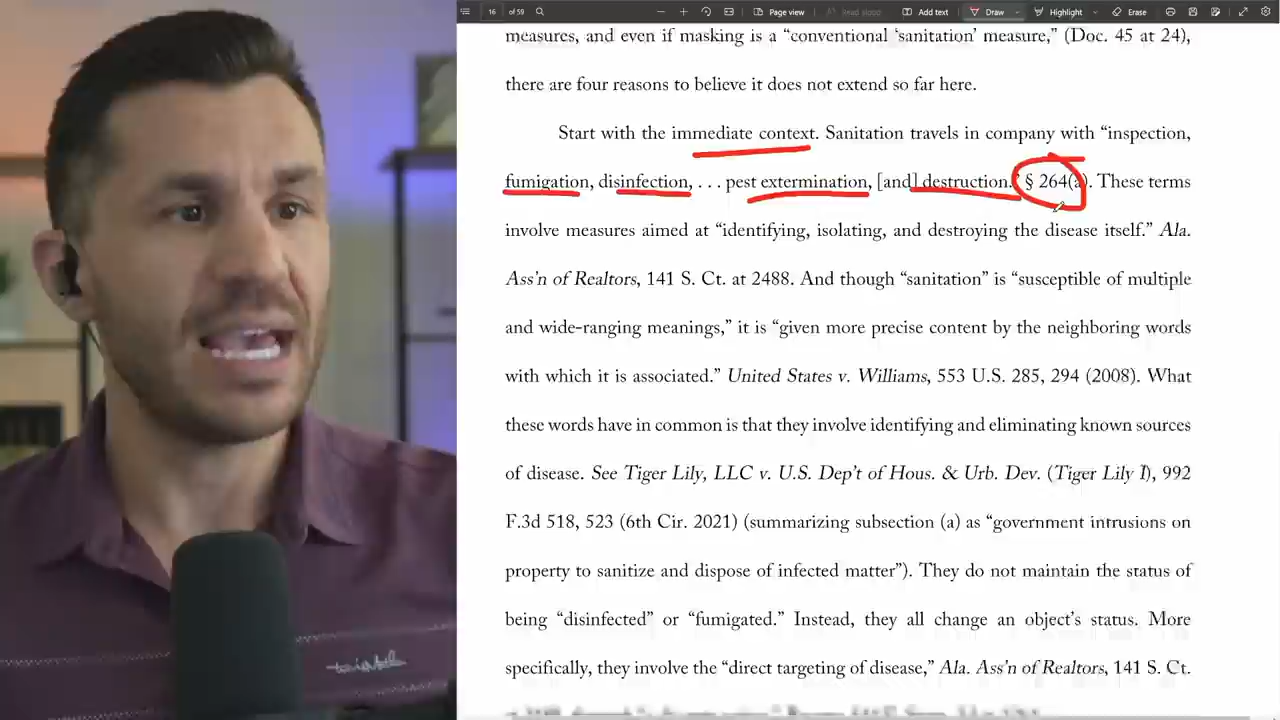 16 of 59
Page view
Read aloud
Add text
Draw
Highlight
Erase
measures, and even if masking is a “conventional ‘sanitation’ measure,” (Doc. 45 at 24),
there are four reasons to believe it does not extend so far here.
Start with the immediate context. Sanitation travels in company with “inspection,
fumigation, disinfection, . . . pest extermination, [and] destruction.” § 264(a). These terms
involve measures aimed at “identifying, isolating, and destroying the disease itself.” Ala.
Ass’n of Realtors, 141 S. Ct. at 2488. And though “sanitation” is “susceptible of multiple
and wide-ranging meanings,” it is “given more precise content by the neighboring words
with which it is associated.” United States v. Williams, 553 U.S. 285, 294 (2008). What
these words have in common is that they involve identifying and eliminating known sources
of disease. See Tiger Lily, LLC v. U.S. Dep’t of Hous. & Urb. Dev. (Tiger Lily I), 992
F.3d 518, 523 (6th Cir. 2021) (summarizing subsection (a) as “government intrusions on
property to sanitize and dispose of infected matter”). They do not maintain the status of
being “disinfected” or “fumigated.” Instead, they all change an object’s status. More
specifically, they involve the “direct targeting of disease,” Ala. Ass’n of Realtors, 141 S. Ct.